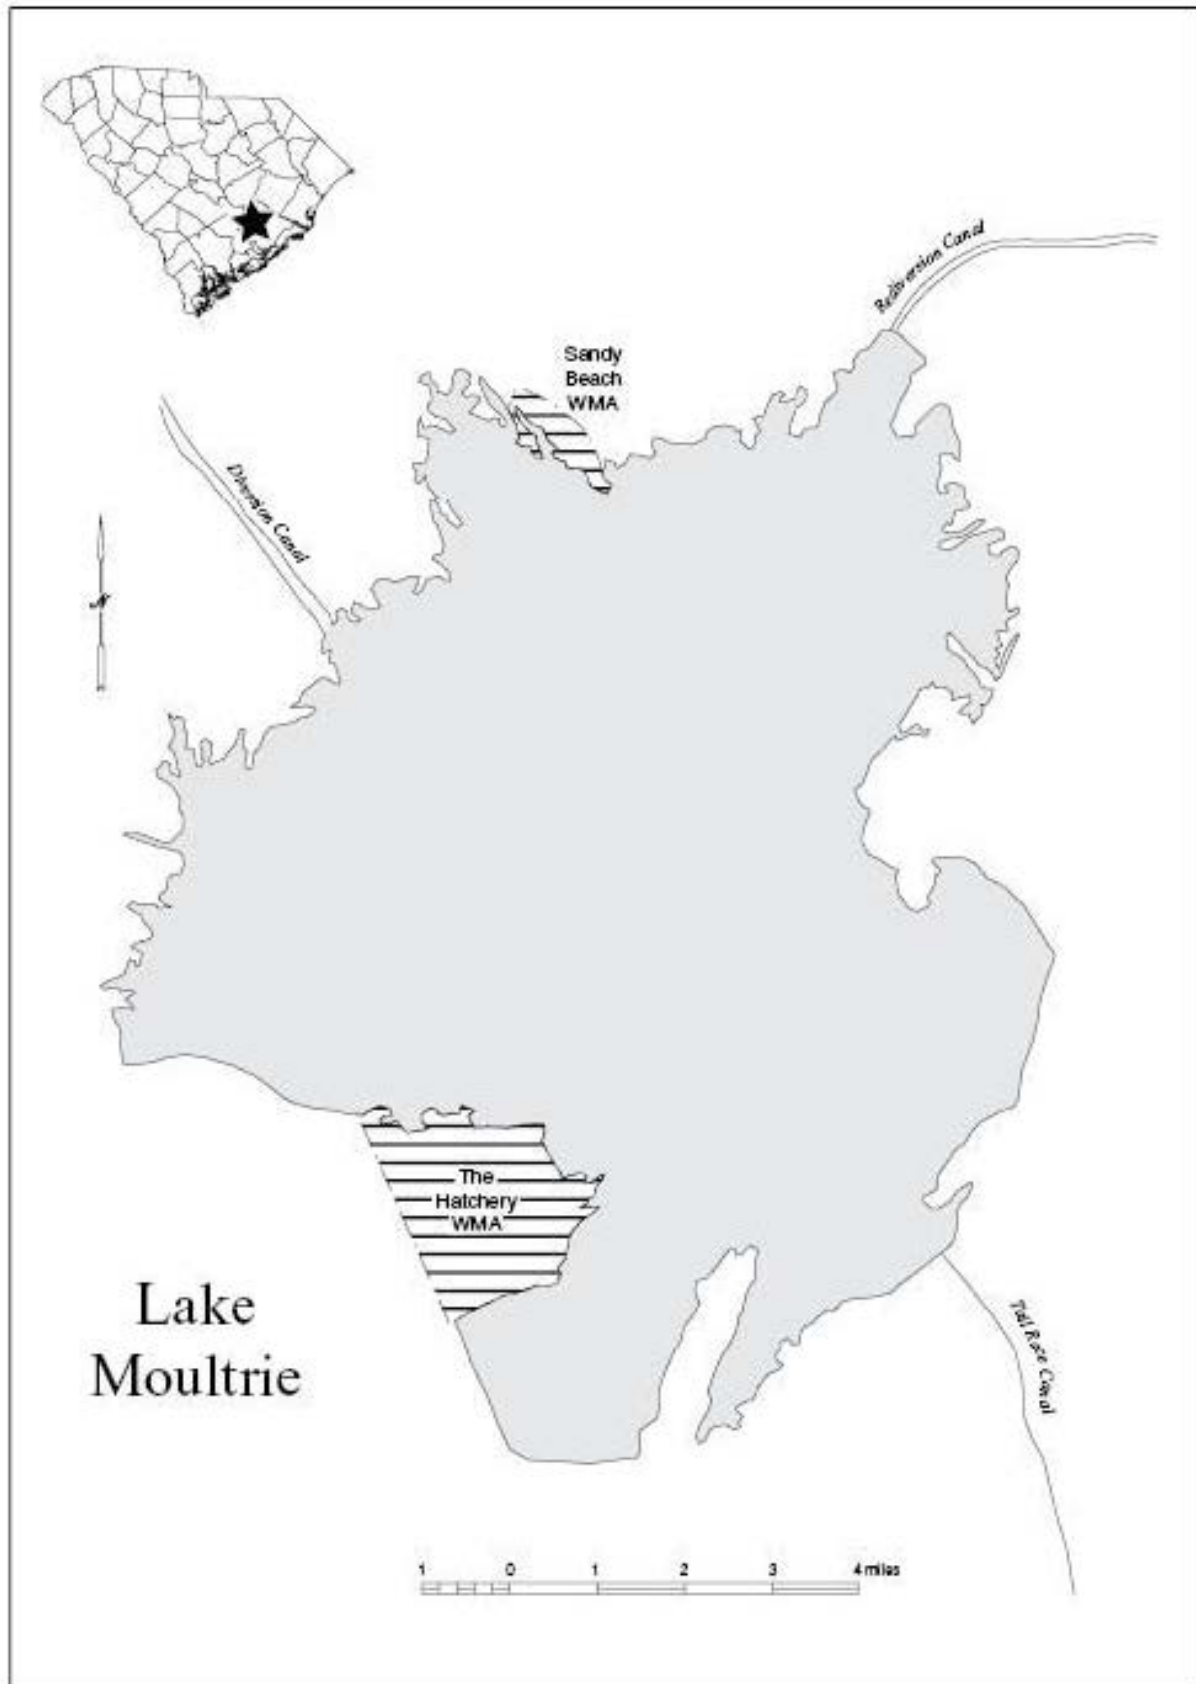 Rediversion Canal
Sandy
Beach
WMA
Diversion Canal
N
The
Hatchery
WMA
Lake
Moultrie
Tail Race Canal
1 0 1 2 3 4 miles